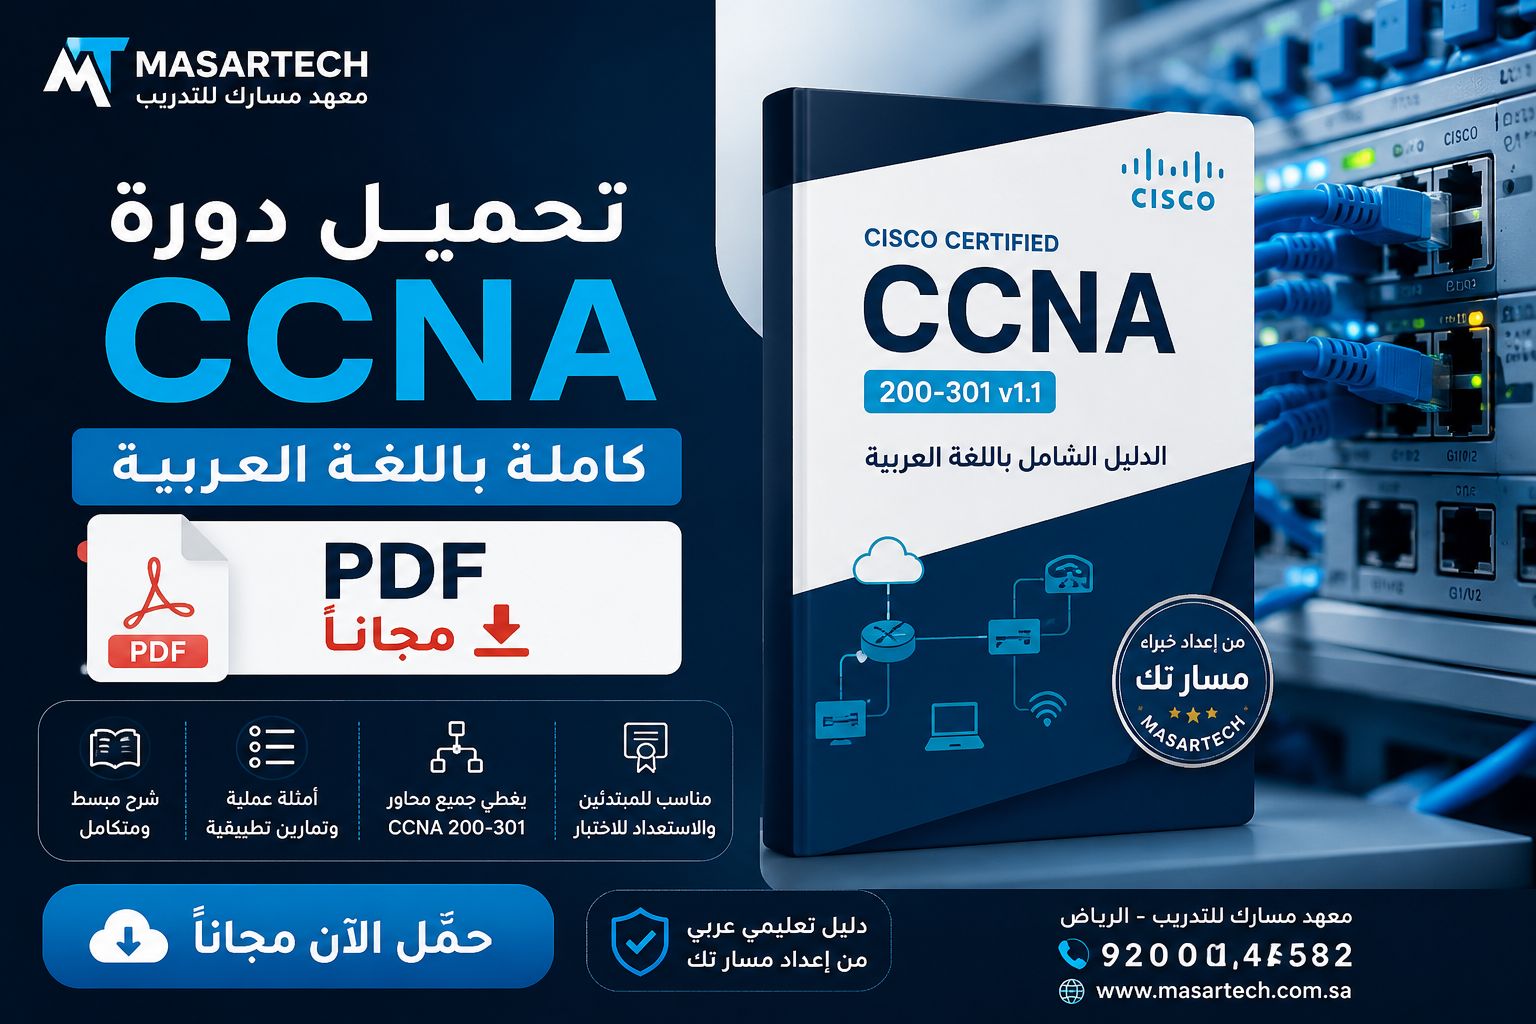 MASARTECH
معهد مسارك للتدريب
تحميل دورة
CCNA
كاملة باللغة العربية
PDF
مجاناً
PDF
شرح مبسط
ومتكامل
أمثلة عملية
وتمارين تطبيقية
يغطي جميع محاور
CCNA 200-301
مناسب للمبتدئين
والاستعداد للاختبار
حمَّل الآن مجاناً
دليل تعليمي عربي
من إعداد مسار تك
CISCO
CISCO CERTIFIED
CCNA
200-301 v1.1
الدليل الشامل باللغة العربية
من إعداد خبراء
مسار تك
MASARTECH
CISCO
معهد مسارك للتدريب - الرياض
www.masartech.com.sa